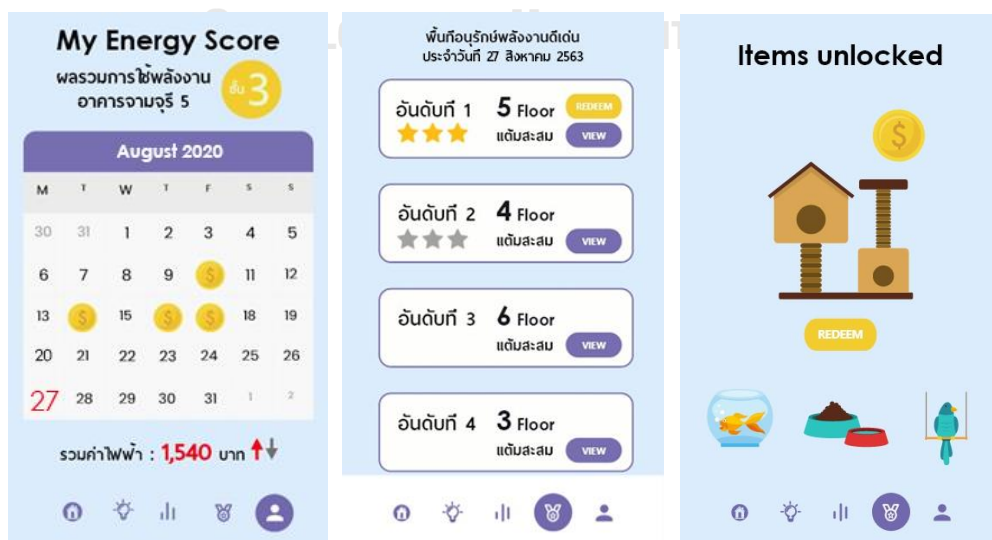 My Energy Score
ผลรวมการใช้พลังงาน
อาคารจามจุรี 5
ชั้น 3
August 2020
M T W T F S S
30 31 1 2 3 4 5
6 7 8 9 $ 11 12
13 $ 15 $ $ 18 19
20 21 22 23 24 25 26
27 28 29 30 31 1 2
รวมค่าไฟฟ้า : 1,540 บาท
พื้นที่อนุรักษ์พลังงานดีเด่น
ประจำวันที่ 27 สิงหาคม 2563
อันดับที่ 1 5 Floor REDEEM
แต้มสะสม VIEW
อันดับที่ 2 4 Floor
แต้มสะสม VIEW
อันดับที่ 3 6 Floor
แต้มสะสม VIEW
อันดับที่ 4 3 Floor
แต้มสะสม VIEW
Items unlocked
$
REDEEM